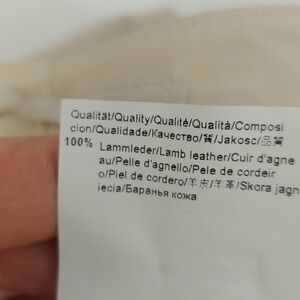 Qualität/Quality/Qualité/Qualità/Composi
cion/Qualidade/Качество/質/Jakosc/品質
100% Lammleder/Lamb leather/Cuir d'agne
au/Pelle d'agnello/Pele de cordeir
o/Piel de cordero/羊皮/羊革/Skora jagn
iecia/Баранья кожа